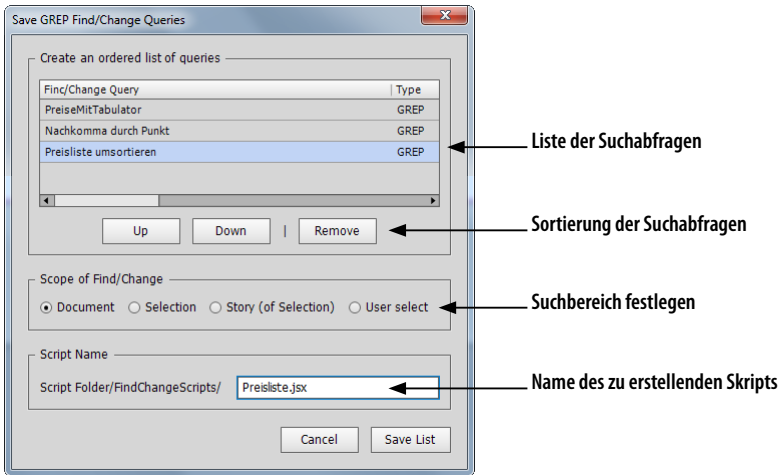 Save GREP Find/Change Queries
Create an ordered list of queries
Finc/Change Query Type
PreiseMitTabulator GREP
Nachkomma durch Punkt GREP
Preisliste umsortieren GREP
Liste der Suchabfragen
Up Down | Remove
Sortierung der Suchabfragen
Scope of Find/Change
Document Selection Story (of Selection) User select
Suchbereich festlegen
Script Name
Script Folder/FindChangeScripts/ Preisliste.jsx
Name des zu erstellenden Skripts
Cancel Save List